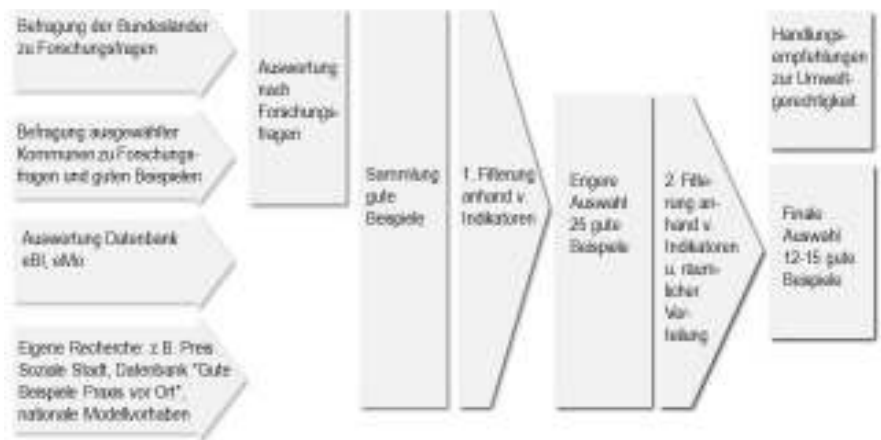 Befragung der Bundesländer
zu Forschungsfragen
Befragung ausgewählter
Kommunen zu Forschungs-
fragen und guten Beispielen
Auswertung Datenbank
eBI, eMo
Eigene Recherche: z.B. Preis
Soziale Stadt, Datenbank "Gute
Beispiele Praxis vor Ort",
nationale Modellvorhaben
Auswertung
nach
Forschungs-
fragen
Sammlung
gute
Beispiele
1. Filterung
anhand v.
Indikatoren
Engere
Auswahl
25 gute
Beispiele
2. Filte-
rung an-
hand v.
Indikatoren
u. räum-
licher
Ver-
teilung
Handlungs-
empfehlungen
zur Umwelt-
gerechtigkeit
Finale
Auswahl
12-15 gute
Beispiele